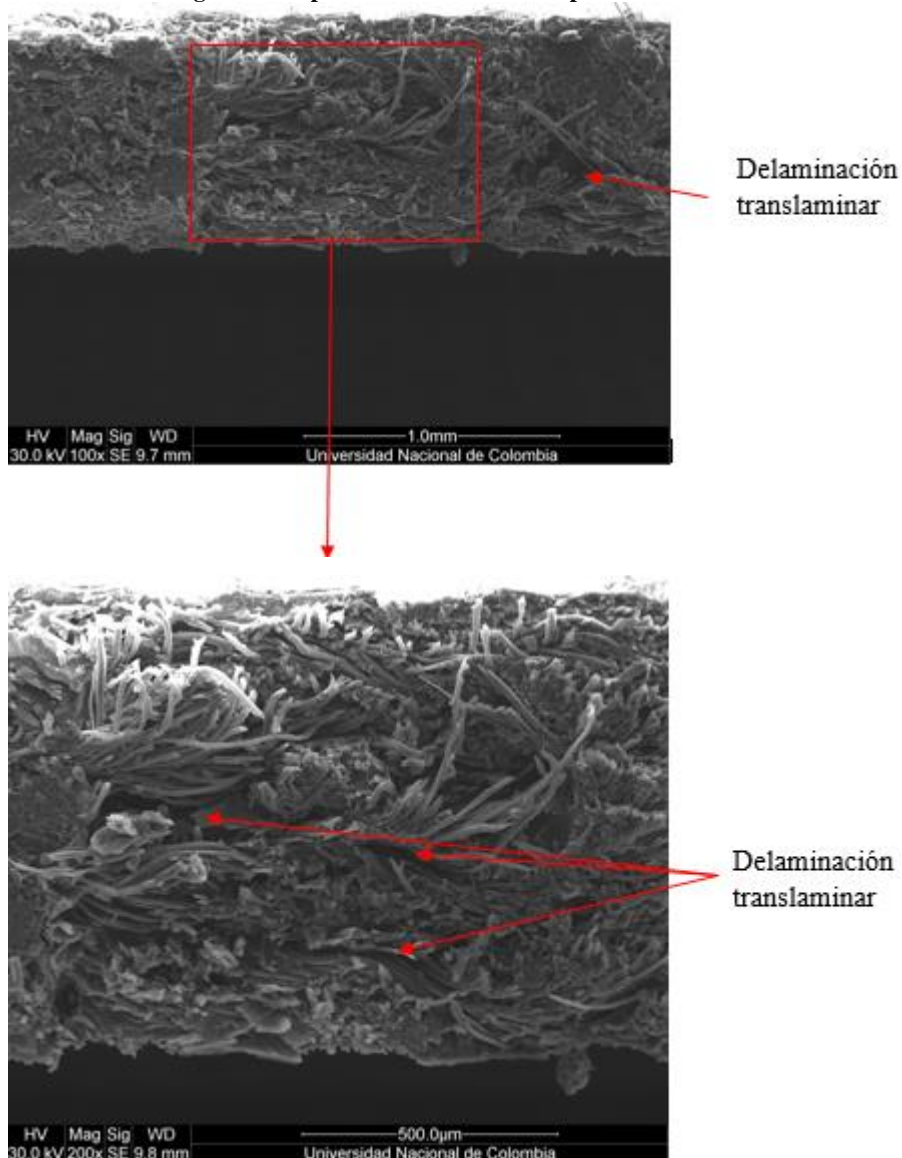 Delaminación
translaminar
HV Mag Sig WD 1.0mm
30.0 kV 100x SE 9.7 mm Universidad Nacional de Colombia
Delaminación
translaminar
HV Mag Sig WD 500.0µm
30.0 kV 200x SE 9.8 mm Universidad Nacional de Colombia